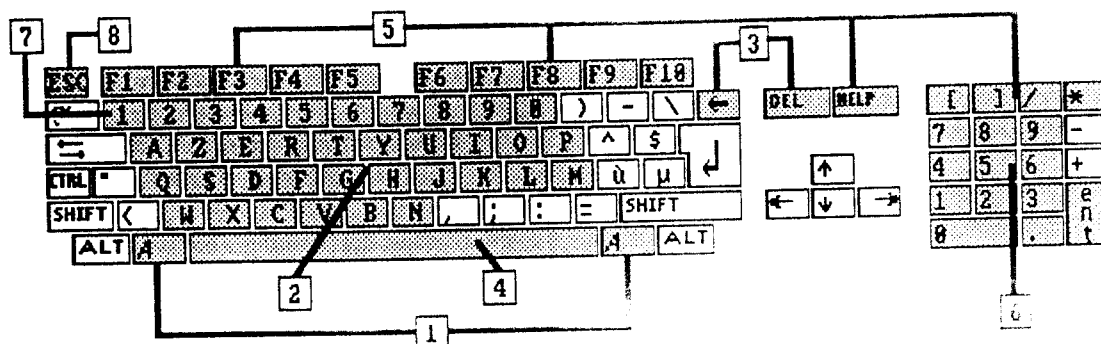 7 8 5 3
ESC F1 F2 F3 F4 F5 F6 F7 F8 F9 F10
1 2 3 4 5 6 7 8 9 0 ) - \ ← DEL HELP [ ] / *
A Z E R T Y U I O P ^ $ 7 8 9 -
CTRL Q S D F G H J K L M ù µ ↑ 4 5 6 +
SHIFT < W X C V B N , ; : = SHIFT ← ↓ → 1 2 3 ent
ALT A A ALT 0 .
2 4 6
1